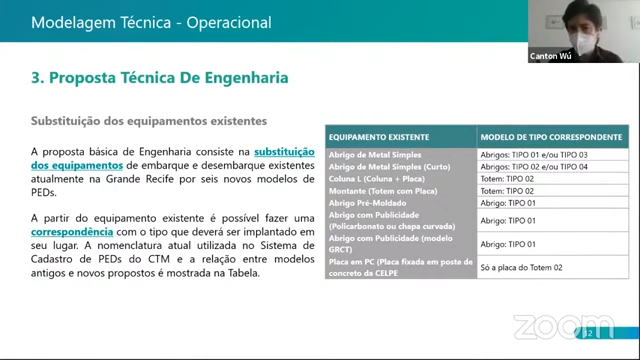 Modelagem Técnica - Operacional
Canton Wú
3. Proposta Técnica De Engenharia
Substituição dos equipamentos existentes
A proposta básica de Engenharia consiste na substituição
dos equipamentos de embarque e desembarque existentes
atualmente na Grande Recife por seis novos modelos de
PEDs.
A partir do equipamento existente é possível fazer uma
correspondência com o tipo que deverá ser implantado em
seu lugar. A nomenclatura atual utilizada no Sistema de
Cadastro de PEDs do CTM e a relação entre modelos
antigos e novos propostos é mostrada na Tabela.
EQUIPAMENTO EXISTENTE MODELO DE TIPO CORRESPONDENTE
Abrigo de Metal Simples Abrigos: TIPO 01 e/ou TIPO 03
Abrigo de Metal Simples (Curto) Abrigos: TIPO 02 e/ou TIPO 04
Coluna L (Coluna + Placa) Totem: TIPO 02
Montante (Totem com Placa) Totem: TIPO 02
Abrigo Pré-Moldado Abrigo: TIPO 01
Abrigo com Publicidade
(Policarbonato ou chapa curvada) Abrigo: TIPO 01
Abrigo com Publicidade (modelo
GRCT) Abrigo: TIPO 01
Placa em PC (Placa fixada em poste de
concreto da CELPE Só a placa do Totem 02
32
zoom